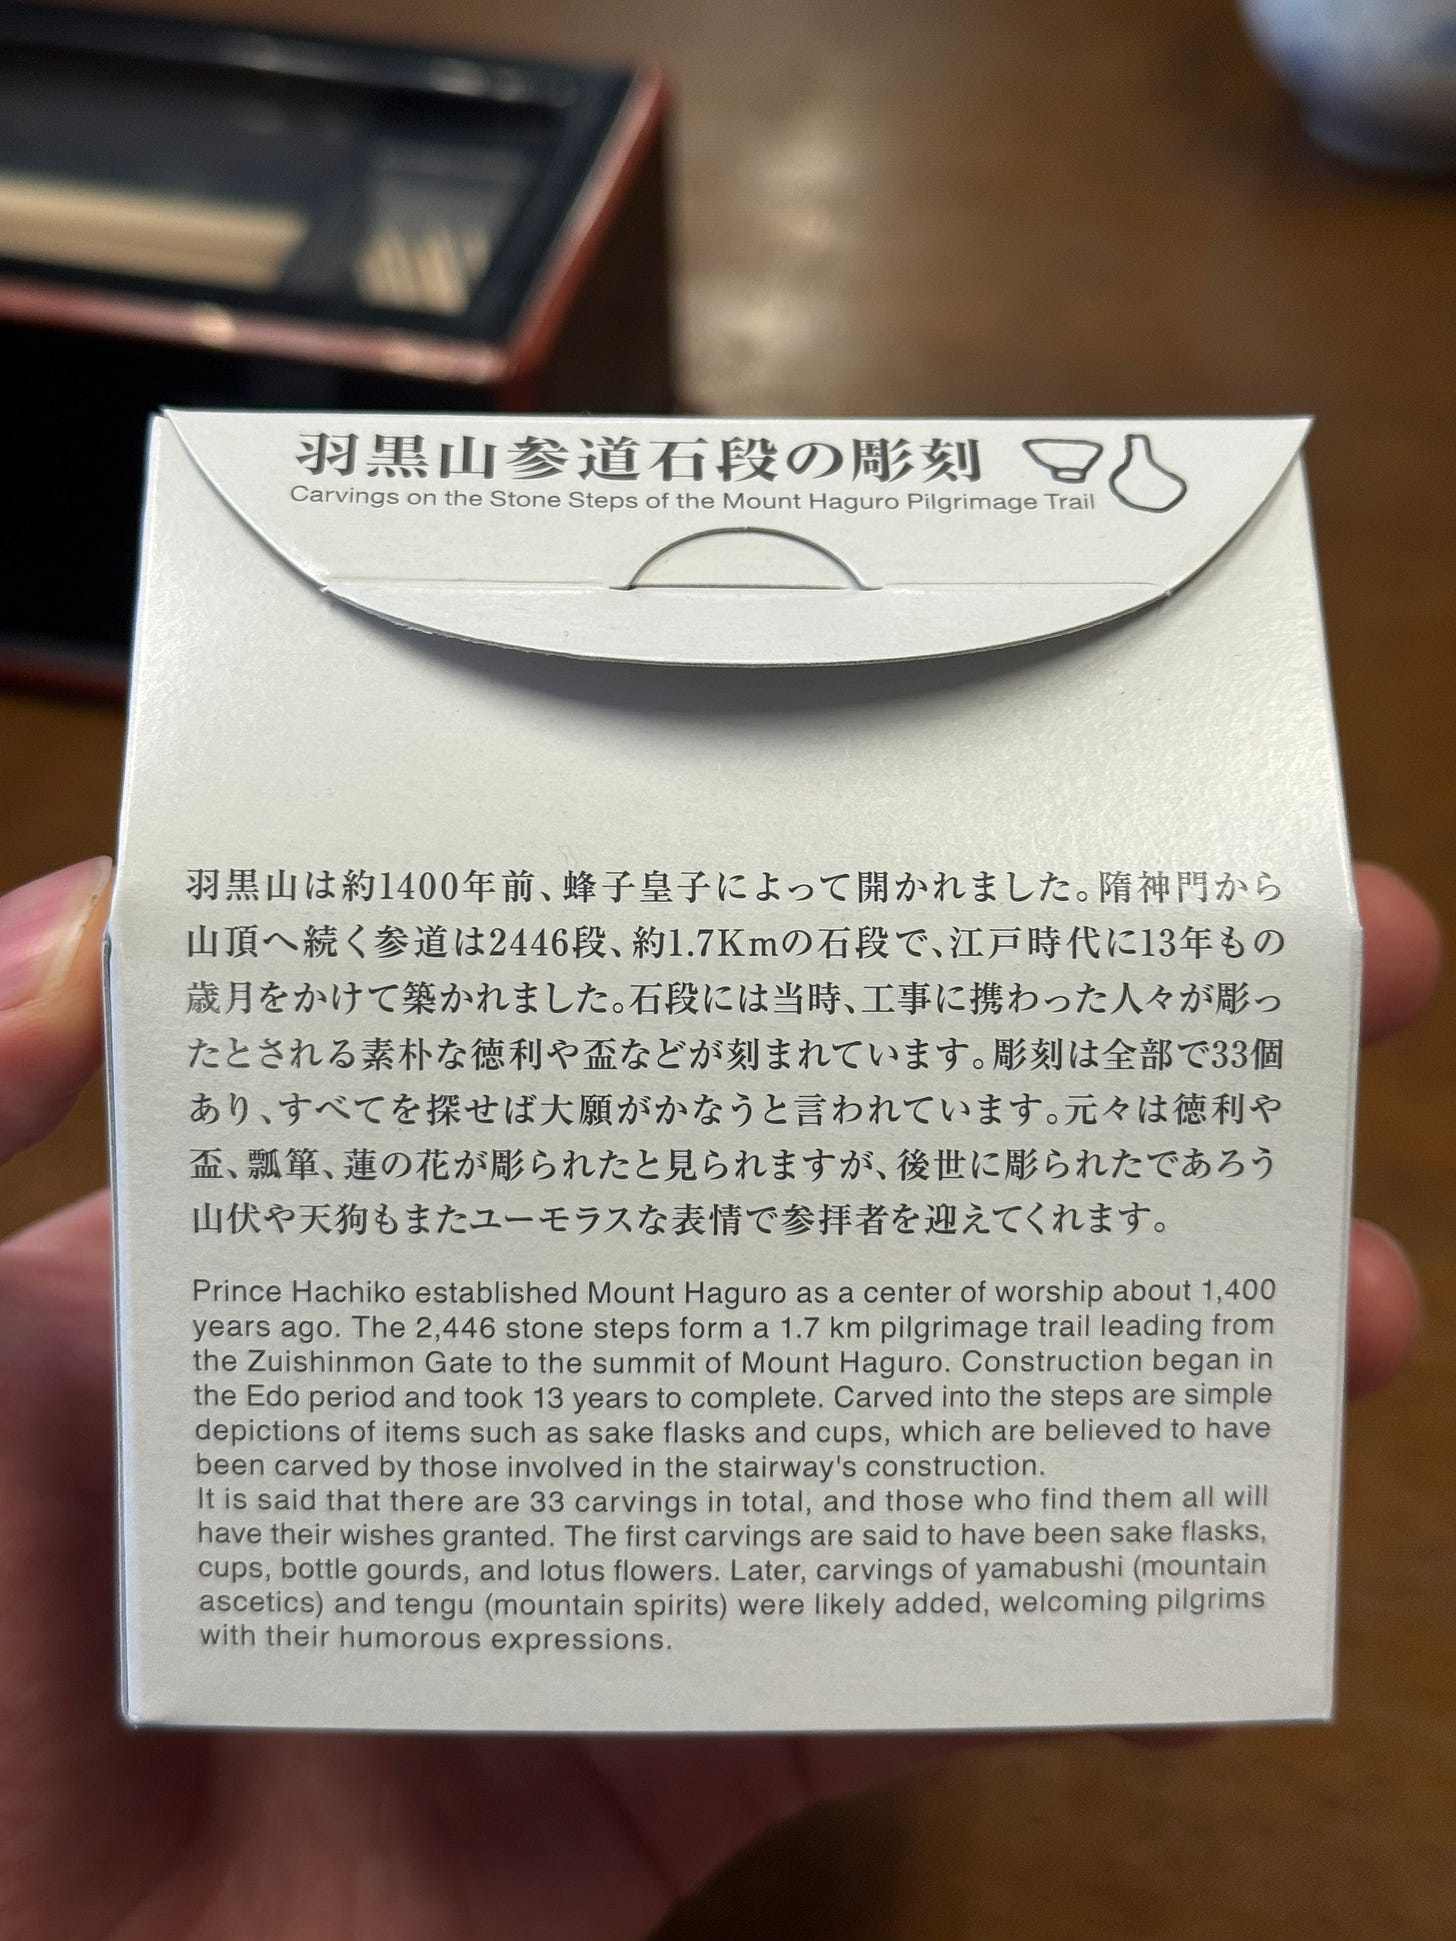 羽黒山参道石段の彫刻
Carvings on the Stone Steps of the Mount Haguro Pilgrimage Trail
羽黒山は約1400年前、蜂子皇子によって開かれました。隋神門から
山頂へ続く参道は2446段、約1.7Kmの石段で、江戸時代に13年もの
歳月をかけて築かれました。石段には当時、工事に携わった人々が彫っ
たとされる素朴な徳利や盃などが刻まれています。彫刻は全部で33個
あり、すべてを探せば大願がかなうと言われています。元々は徳利や
盃、瓢箪、蓮の花が彫られたと見られますが、後世に彫られたであろう
山伏や天狗もまたユーモラスな表情で参拝者を迎えてくれます。
Prince Hachiko established Mount Haguro as a center of worship about 1,400
years ago. The 2,446 stone steps form a 1.7 km pilgrimage trail leading from
the Zuishinmon Gate to the summit of Mount Haguro. Construction began in
the Edo period and took 13 years to complete. Carved into the steps are simple
depictions of items such as sake flasks and cups, which are believed to have
been carved by those involved in the stairway's construction.
It is said that there are 33 carvings in total, and those who find them all will
have their wishes granted. The first carvings are said to have been sake flasks,
cups, bottle gourds, and lotus flowers. Later, carvings of yamabushi (mountain
ascetics) and tengu (mountain spirits) were likely added, welcoming pilgrims
with their humorous expressions.